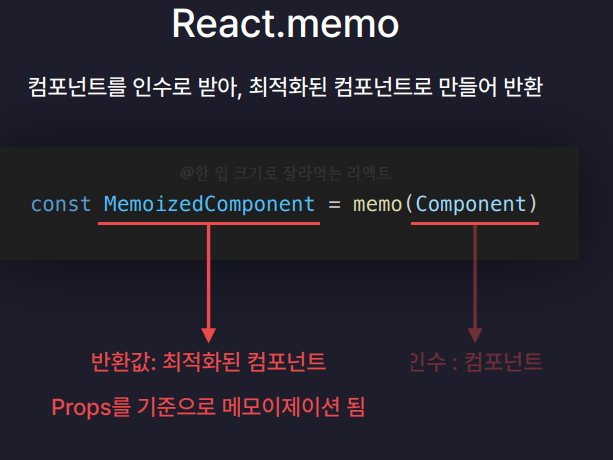 React.memo
컴포넌트를 인수로 받아, 최적화된 컴포넌트로 만들어 반환
@한 입 크기로 잘라먹는 리액트
const MemoizedComponent = memo(Component)
반환값: 최적화된 컴포넌트
인수 : 컴포넌트
Props를 기준으로 메모이제이션 됨